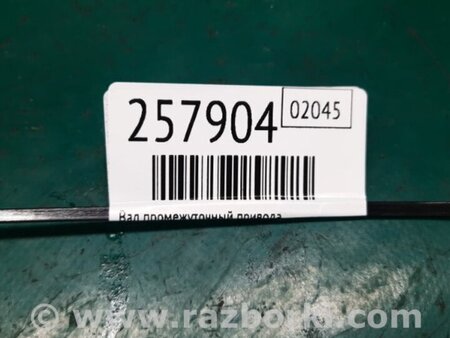 257904
02045
Вал промежуточный привода
© www.razborka.com